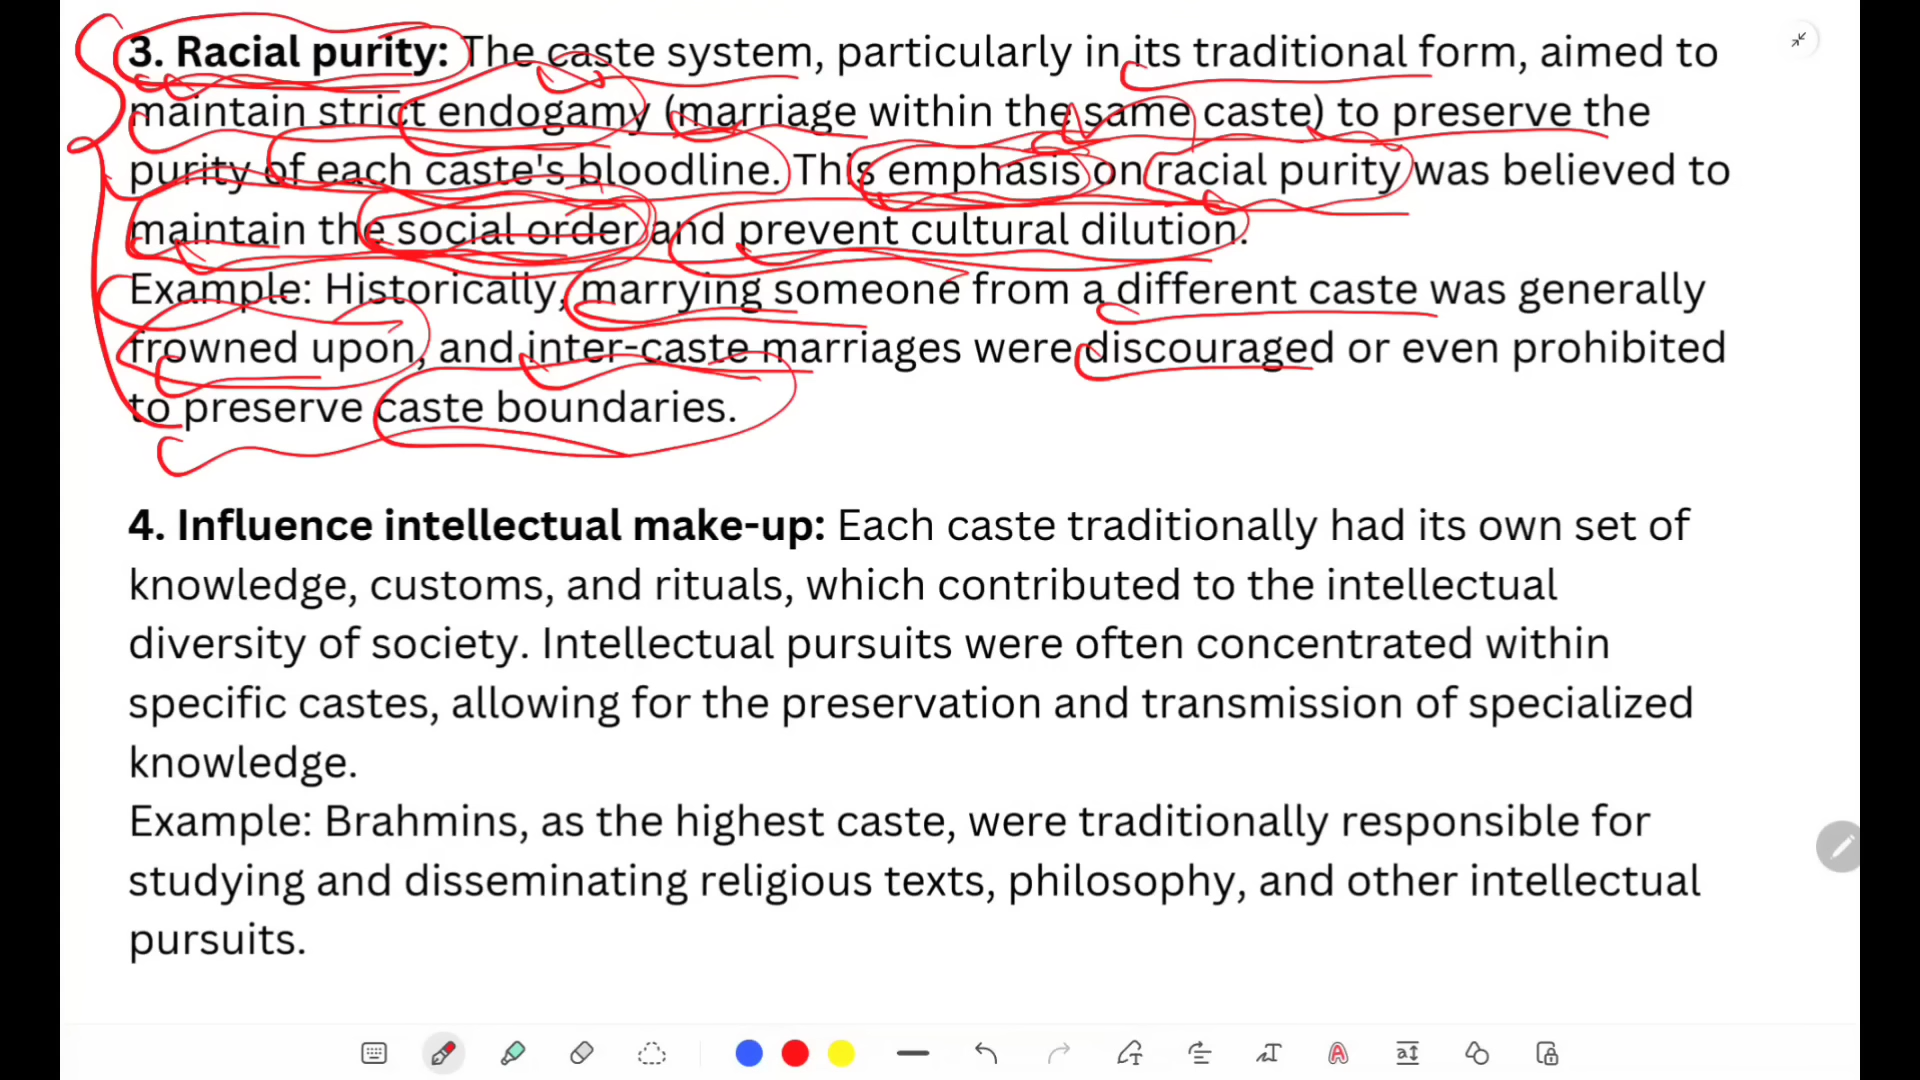 3. Racial purity: The caste system, particularly in its traditional form, aimed to
maintain strict endogamy (marriage within the same caste) to preserve the
purity of each caste's bloodline. This emphasis on racial purity was believed to
maintain the social order and prevent cultural dilution.
Example: Historically, marrying someone from a different caste was generally
frowned upon, and inter-caste marriages were discouraged or even prohibited
to preserve caste boundaries.
4. Influence intellectual make-up: Each caste traditionally had its own set of
knowledge, customs, and rituals, which contributed to the intellectual
diversity of society. Intellectual pursuits were often concentrated within
specific castes, allowing for the preservation and transmission of specialized
knowledge.
Example: Brahmins, as the highest caste, were traditionally responsible for
studying and disseminating religious texts, philosophy, and other intellectual
pursuits.